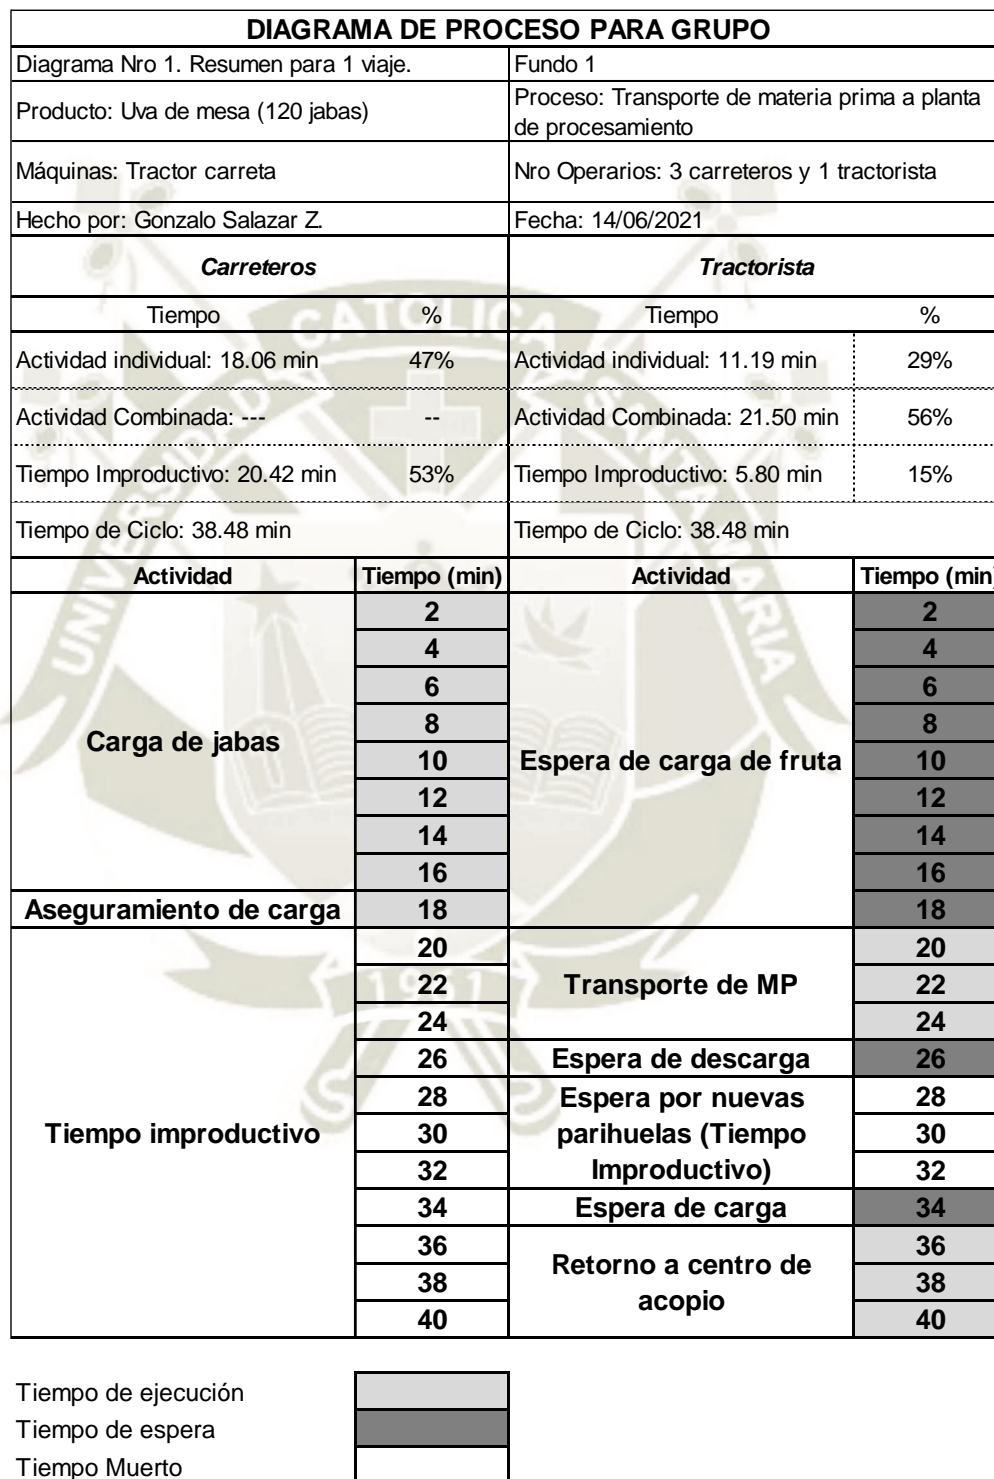 DIAGRAMA DE PROCESO PARA GRUPO
Diagrama Nro 1. Resumen para 1 viaje. Fundo 1
Producto: Uva de mesa (120 jabas) Proceso: Transporte de materia prima a planta
de procesamiento
Máquinas: Tractor carreta Nro Operarios: 3 carreteros y 1 tractorista
Hecho por: Gonzalo Salazar Z. Fecha: 14/06/2021
Carreteros Tractorista
Tiempo % Tiempo %
Actividad individual: 18.06 min 47% Actividad individual: 11.19 min 29%
Actividad Combinada: --- -- Actividad Combinada: 21.50 min 56%
Tiempo Improductivo: 20.42 min 53% Tiempo Improductivo: 5.80 min 15%
Tiempo de Ciclo: 38.48 min Tiempo de Ciclo: 38.48 min
Actividad Tiempo (min) Actividad Tiempo (min)
Carga de jabas
2
4
6
8
10
12
14
16
Aseguramiento de carga 18
Tiempo improductivo
20
22
24
26
28
30
32
34
36
38
40
Espera de carga de fruta
2
4
6
8
10
12
14
16
18
Transporte de MP
20
22
24
Espera de descarga 26
Espera por nuevas
parihuelas (Tiempo
Improductivo)
28
30
32
Espera de carga 34
Retorno a centro de
acopio
36
38
40
Tiempo de ejecución
Tiempo de espera
Tiempo Muerto
UNIVERSIDAD CATOLICA SANTA MARIA
1961